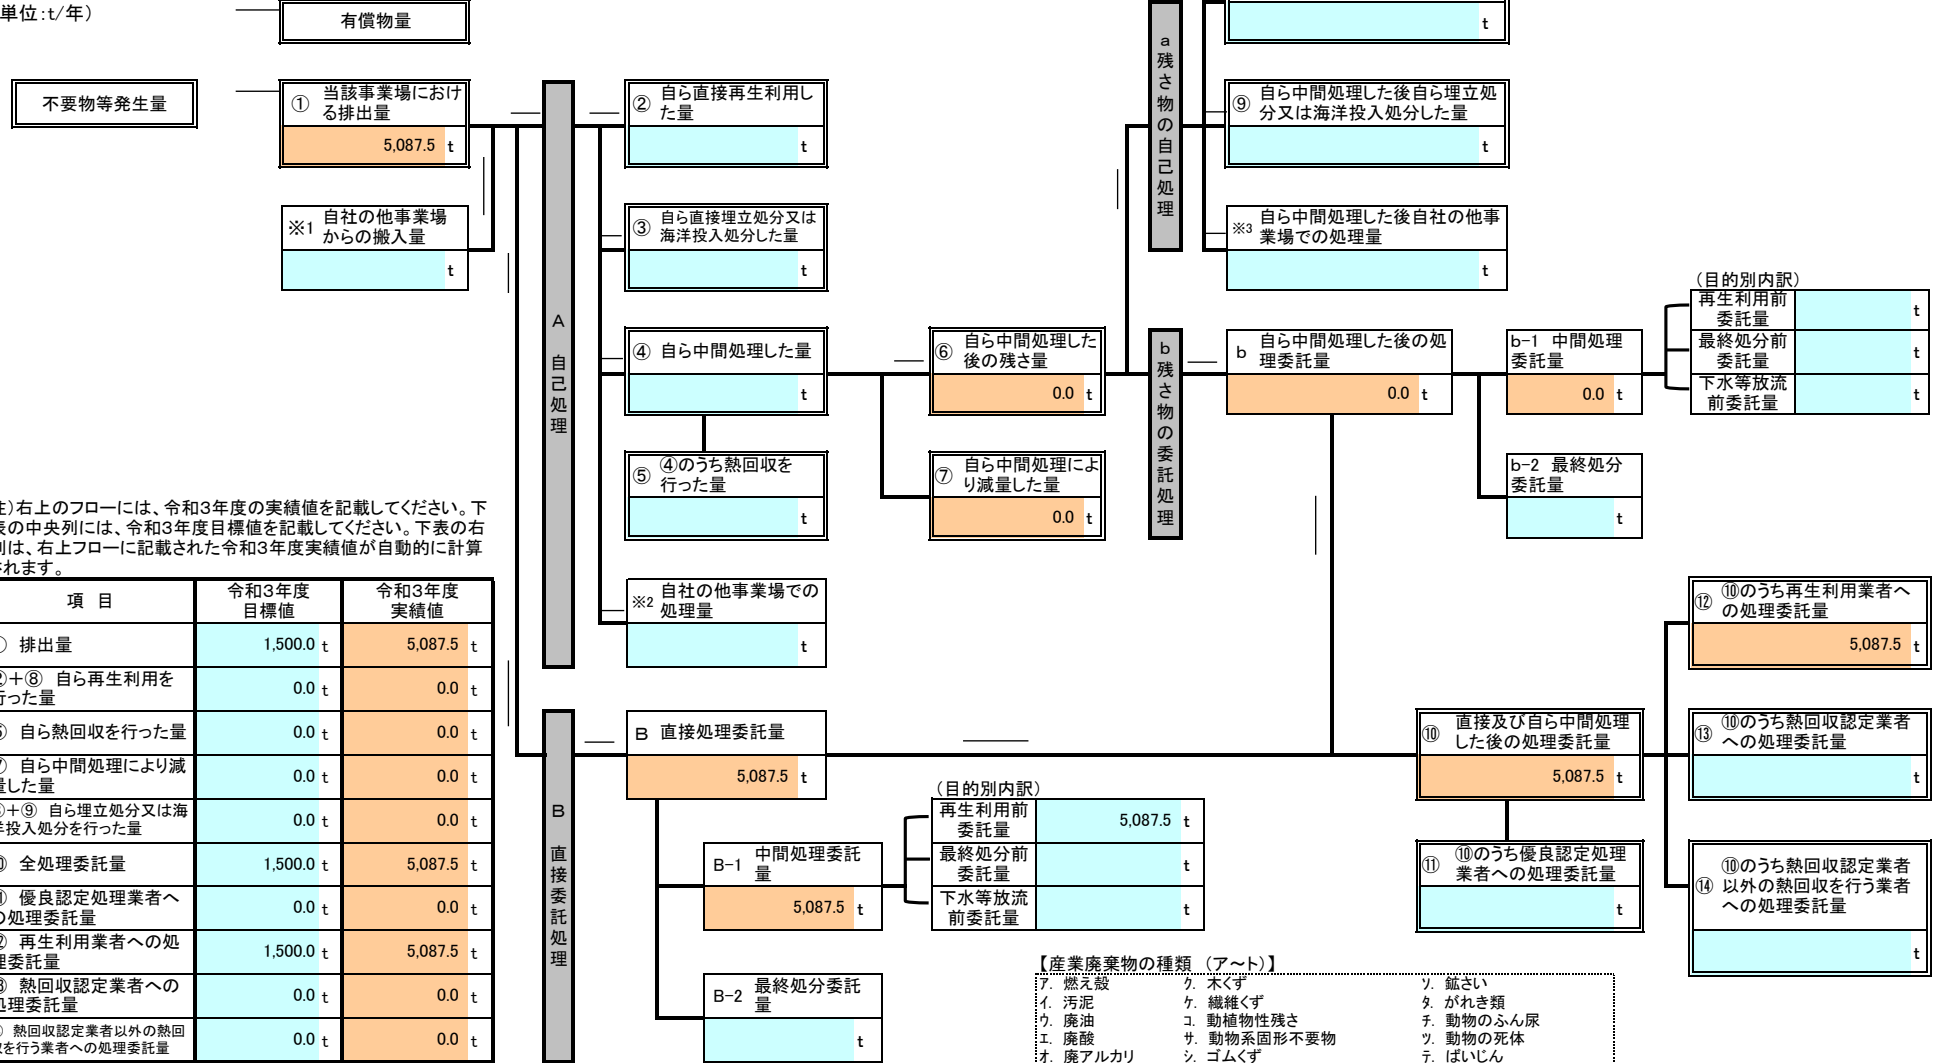 単位:t/年）
有償物量
t
不要物等発生量
① 当該事業場におけ
る排出量
5,087.5 t
※1 自社の他事業場
からの搬入量
t
A 自己処理
② 自ら直接再生利用し
た量
t
③ 自ら直接埋立処分又は
海洋投入処分した量
t
④ 自ら中間処理した量
t
⑤ ④のうち熱回収を
行った量
t
※2 自社の他事業場での
処理量
t
⑥ 自ら中間処理した
後の残さ量
0.0 t
⑦ 自ら中間処理によ
り減量した量
0.0 t
a残さ物の自己処理
⑨ 自ら中間処理した後自ら埋立処
分又は海洋投入処分した量
t
※3 自ら中間処理した後自社の他事
業場での処理量
t
b残さ物の委託処理
b 自ら中間処理した後の処
理委託量
0.0 t
b-1 中間処理
委託量
0.0 t
b-2 最終処分
委託量
t
（目的別内訳）
再生利用前
委託量 t
最終処分前
委託量 t
下水等放流
前委託量 t
)右上のフローには、令和3年度の実績値を記載してください。下
の中央列には、令和3年度目標値を記載してください。下表の右
は、右上フローに記載された令和3年度実績値が自動的に計算
れます。
項 目 令和3年度
目標値 令和3年度
実績値
排出量 1,500.0 t 5,087.5 t
＋⑧ 自ら再生利用を
った量 0.0 t 0.0 t
自ら熱回収を行った量 0.0 t 0.0 t
自ら中間処理により減
した量 0.0 t 0.0 t
＋⑨ 自ら埋立処分又は海
投入処分を行った量 0.0 t 0.0 t
全処理委託量 1,500.0 t 5,087.5 t
優良認定処理業者へ
の処理委託量 0.0 t 0.0 t
再生利用業者への処
理委託量 1,500.0 t 5,087.5 t
熱回収認定業者への
処理委託量 0.0 t 0.0 t
熱回収認定業者以外の熱回
を行う業者への処理委託量 0.0 t 0.0 t
B 直接委託処理
B 直接処理委託量
5,087.5 t
B-1 中間処理委託
量
5,087.5 t
B-2 最終処分委託
量
t
（目的別内訳）
再生利用前
委託量 5,087.5 t
最終処分前
委託量 t
下水等放流
前委託量 t
⑩ 直接及び自ら中間処理
した後の処理委託量
5,087.5 t
⑪ ⑩のうち優良認定処理
業者への処理委託量
t
⑫ ⑩のうち再生利用業者へ
の処理委託量
5,087.5 t
⑬ ⑩のうち熱回収認定業者
への処理委託量
t
⑭ ⑩のうち熱回収認定業者
以外の熱回収を行う業者
への処理委託量
t
【産業廃棄物の種類 （ア～ト）】
ア. 燃え殻 ク. 木くず ソ. 鉱さい
イ. 汚泥 ケ. 繊維くず タ. がれき類
ウ. 廃油 コ. 動植物性残さ チ. 動物のふん尿
エ. 廃酸 サ. 動物系固形不要物 ツ. 動物の死体
オ. 廃アルカリ シ. ゴムくず テ. ばいじん